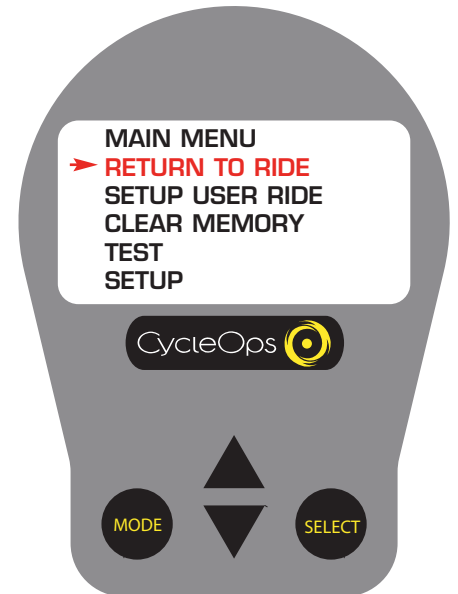 MAIN MENU
RETURN TO RIDE
SETUP USER RIDE
CLEAR MEMORY
TEST
SETUP
CycleOps
MODE
SELECT